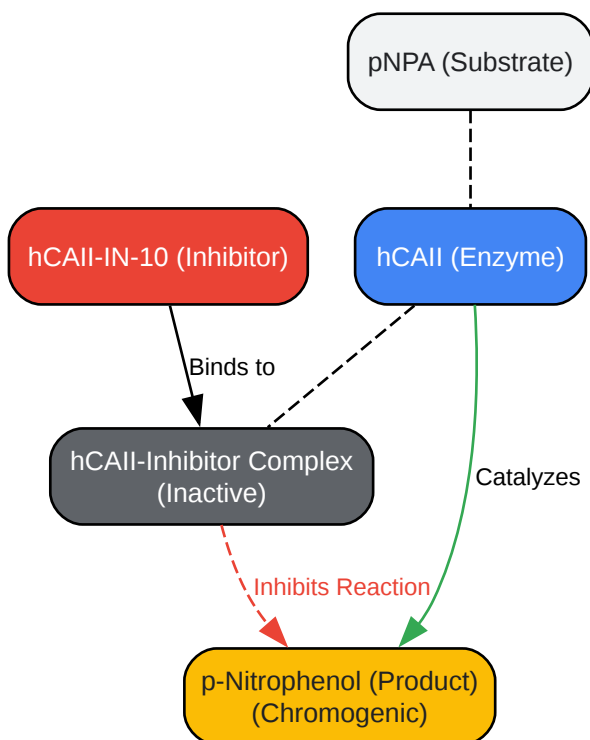 pNPA (Substrate)
hCAII-IN-10 (Inhibitor)
hCAII (Enzyme)
Binds to
hCAII-Inhibitor Complex
(Inactive)
Catalyzes
Inhibits Reaction
p-Nitrophenol (Product)
(Chromogenic)